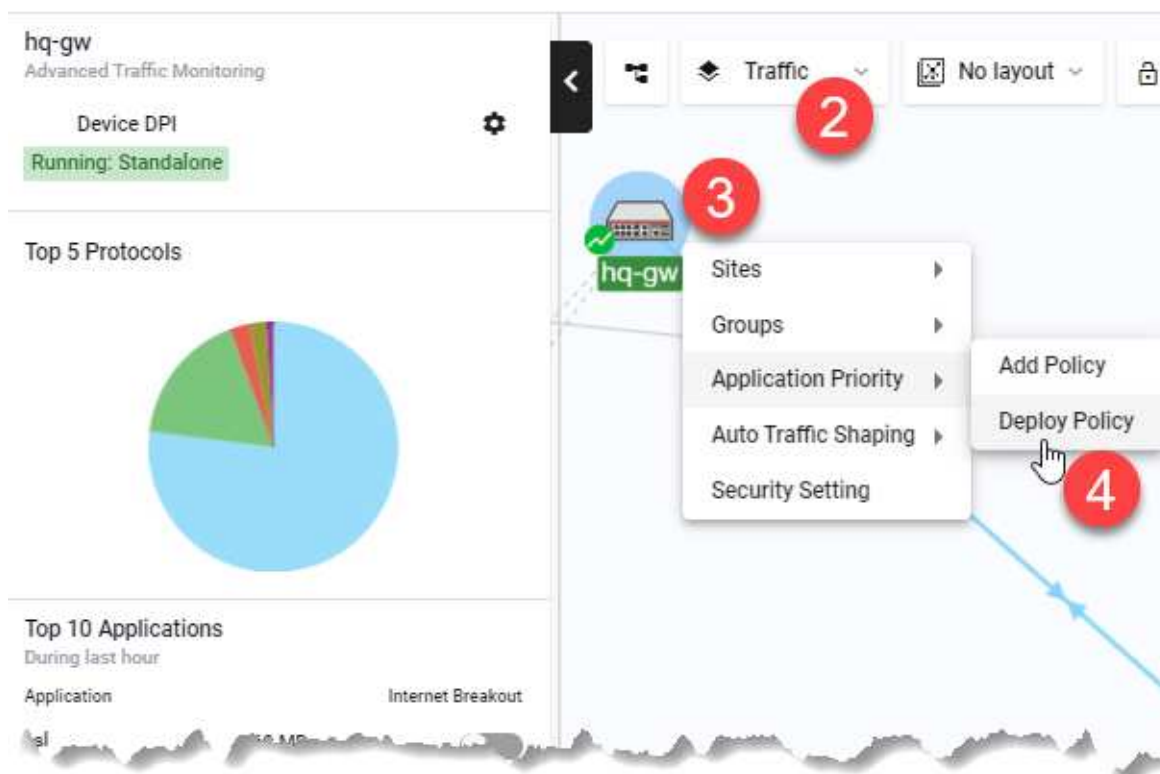 hq-gw
Advanced Traffic Monitoring
Device DPI
Running: Standalone
Top 5 Protocols
Top 10 Applications
During last hour
Application Internet Breakout
Traffic
No layout
2
3
hq-gw
Sites
Groups
Application Priority
Auto Traffic Shaping
Security Setting
Add Policy
Deploy Policy
4